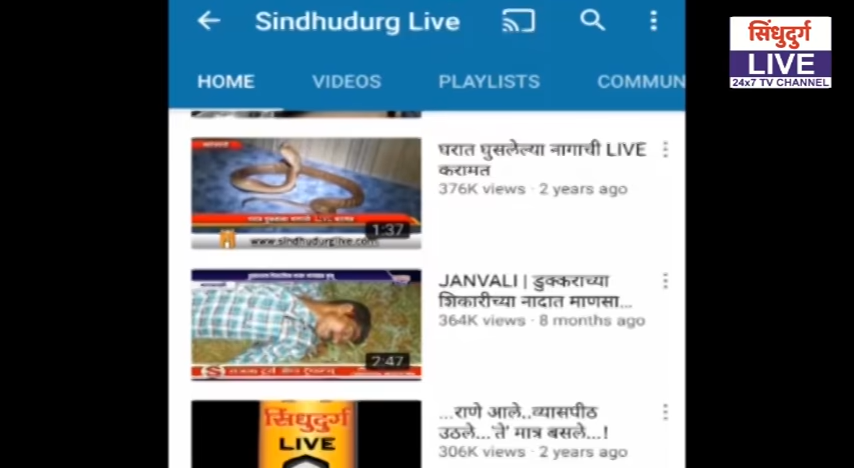 Sindhudurg Live
सिंधुदुर्ग
LIVE
24x7 TV CHANNEL
HOME VIDEOS PLAYLISTS COMMUN
घरात घुसलेल्या नागाची LIVE
करामत
376K views · 2 years ago
1:37
www.sindhudurglive.com
JANVALI | डुक्कराच्या
शिकारीच्या नादात माणसा...
364K views · 8 months ago
2:47
...राणे आले..व्यासपीठ
उठले...'ते' मात्र बसले...!
306K views · 2 years ago
सिंधुदुर्ग
LIVE